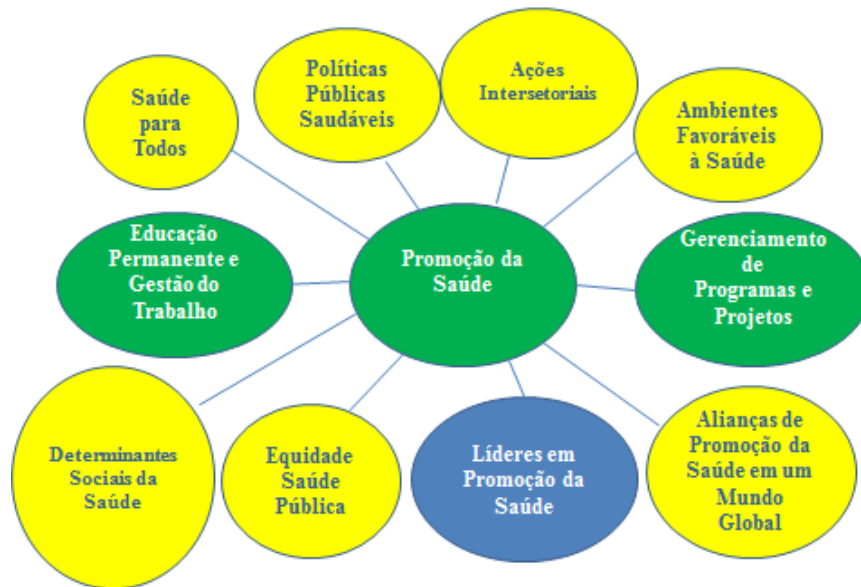 Saúde
para
Todos
Políticas
Públicas
Saudáveis
Ações
Intersetoriais
Ambientes
Favoráveis
à Saúde
Educação
Permanente e
Gestão do
Trabalho
Promoção da
Saúde
Gerenciamento
de
Programas e
Projetos
Determinantes
Sociais da
Saúde
Equidade
Saúde
Pública
Líderes em
Promoção da
Saúde
Alianças de
Promoção da
Saúde em um
Mundo
Global